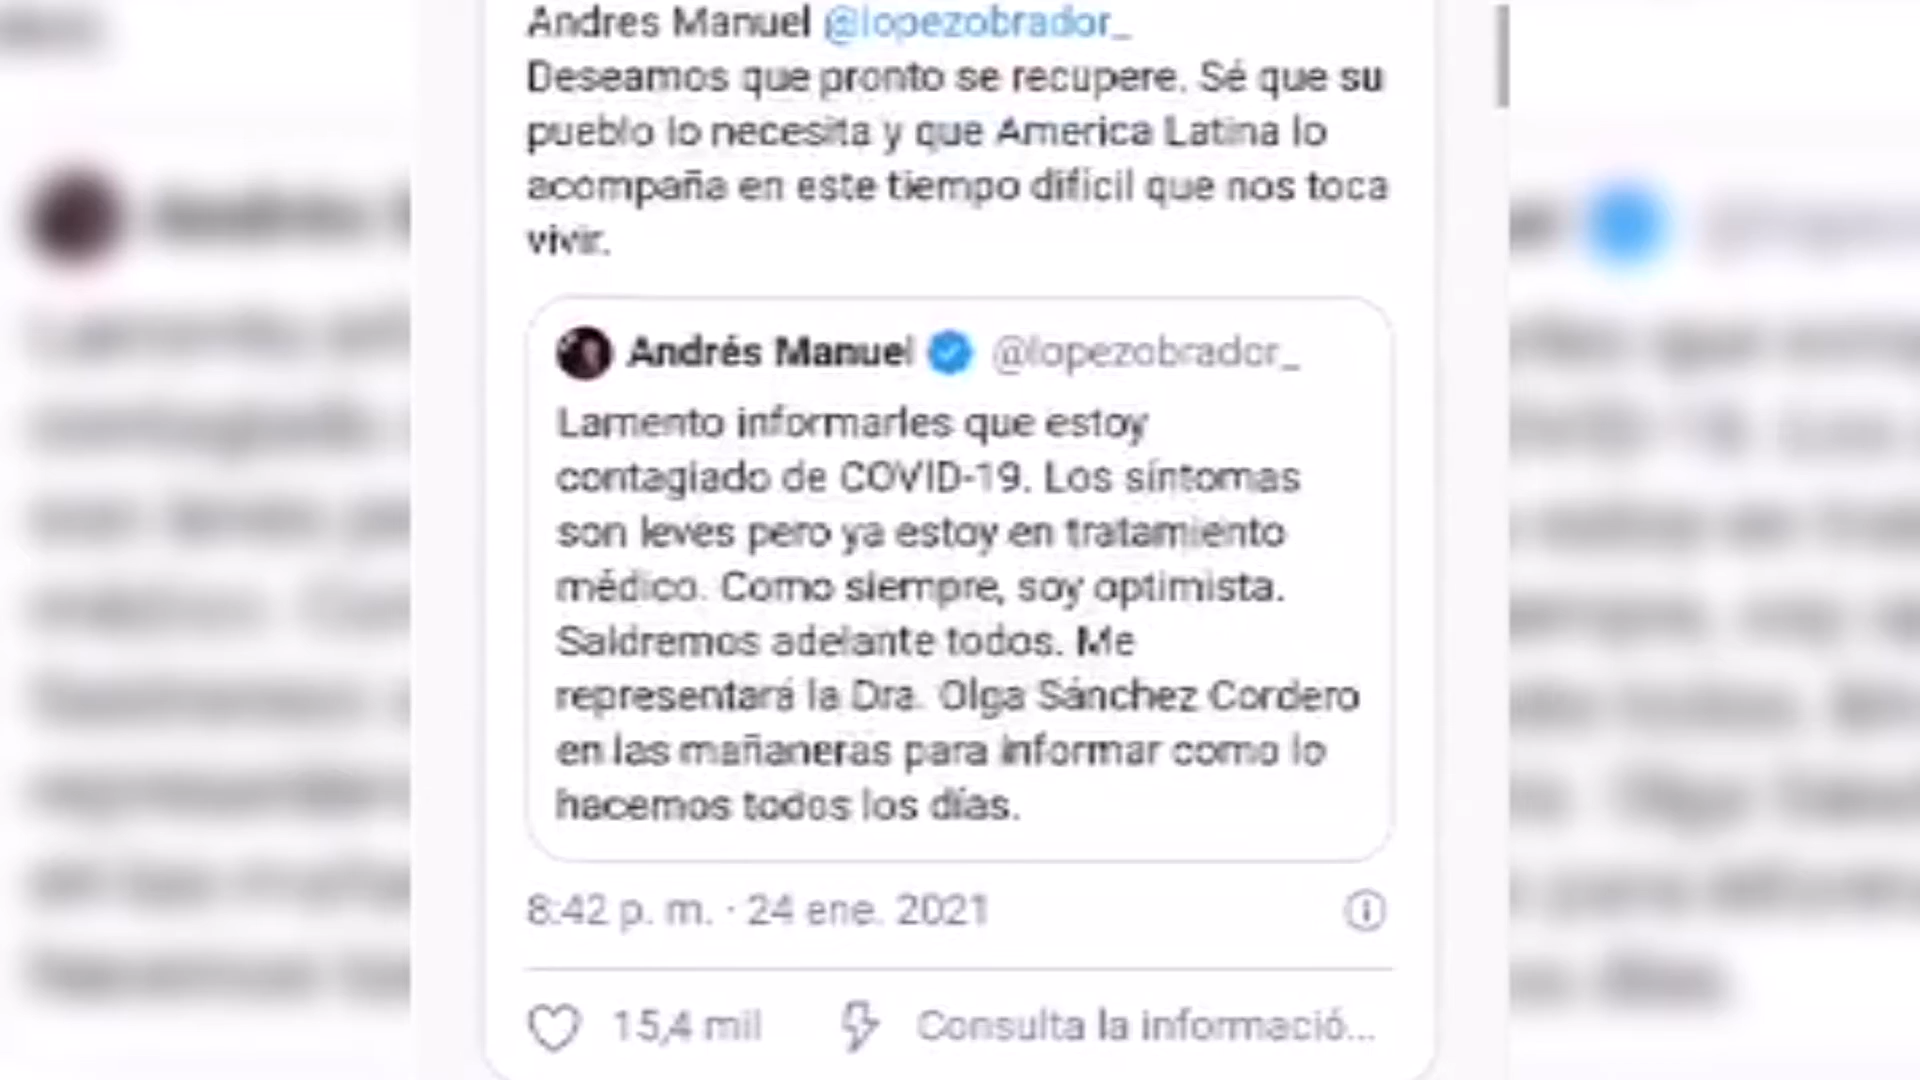 Andres Manuel @lopezobrador_
Deseamos que pronto se recupere. Sé que su
pueblo lo necesita y que America Latina lo
acompaña en este tiempo difícil que nos toca
vivir.
Andrés Manuel @lopezobrador_
Lamento informarles que estoy
contagiado de COVID-19. Los síntomas
son leves pero ya estoy en tratamiento
médico. Como siempre, soy optimista.
Saldremos adelante todos. Me
representará la Dra. Olga Sánchez Cordero
en las mañaneras para informar como lo
hacemos todos los días.
8:42 p. m. · 24 ene. 2021
15,4 mil Consulta la informació...